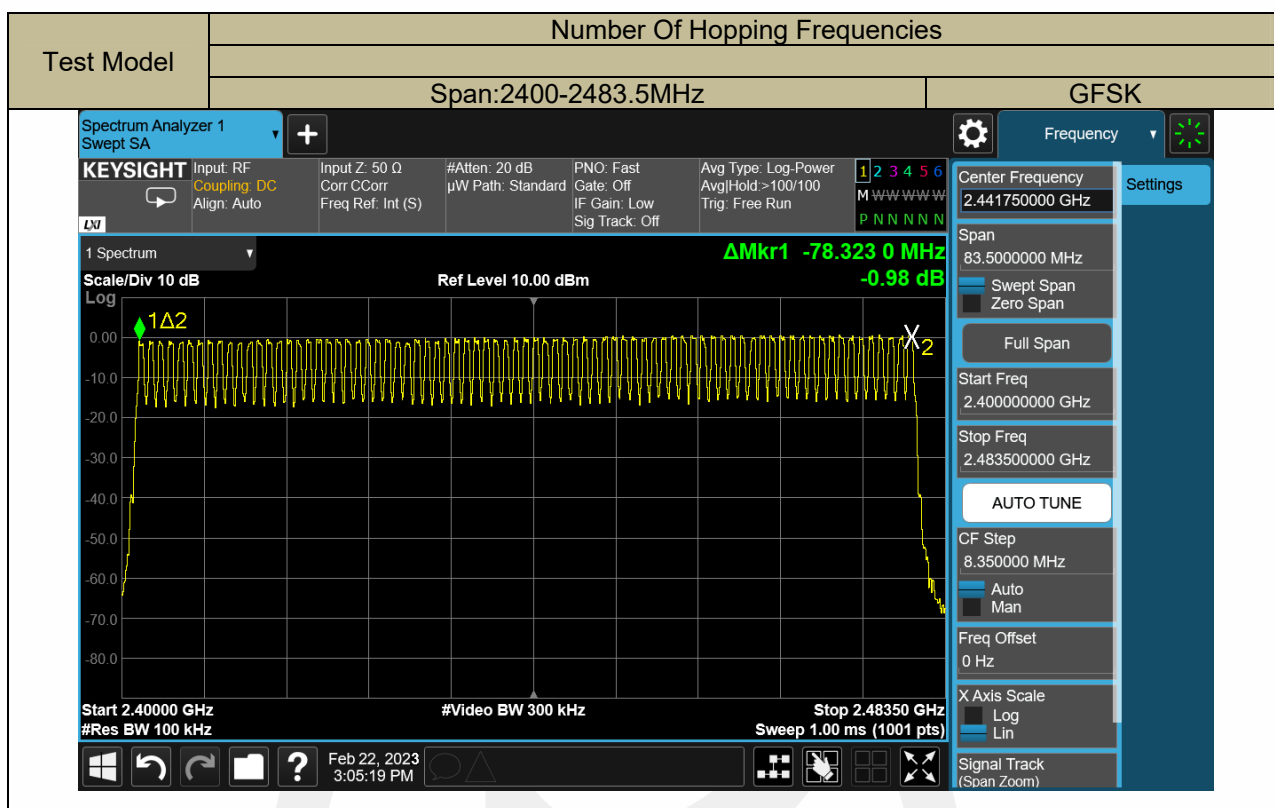 Number Of Hopping Frequencies
Test Model
Span:2400-2483.5MHz GFSK
Spectrum Analyzer 1
Swept SA
Frequency
KEYSIGHT
LXI
Input: RF
Coupling: DC
Align: Auto
Input Z: 50 Ω
Corr CCorr
Freq Ref: Int (S)
#Atten: 20 dB
µW Path: Standard
PNO: Fast
Gate: Off
IF Gain: Low
Sig Track: Off
Avg Type: Log-Power
Avg|Hold:>100/100
Trig: Free Run
1 2 3 4 5 6
M W W W W W
P N N N N N
1 Spectrum
Scale/Div 10 dB
Log
Ref Level 10.00 dBm
ΔMkr1 -78.323 0 MHz
-0.98 dB
1Δ2
X2
0.00
-10.0
-20.0
-30.0
-40.0
-50.0
-60.0
-70.0
-80.0
Start 2.40000 GHz
#Res BW 100 kHz
#Video BW 300 kHz
Stop 2.48350 GHz
Sweep 1.00 ms (1001 pts)
Center Frequency
2.441750000 GHz
Settings
Span
83.5000000 MHz
Swept Span
Zero Span
Full Span
Start Freq
2.400000000 GHz
Stop Freq
2.483500000 GHz
AUTO TUNE
CF Step
8.350000 MHz
Auto
Man
Freq Offset
0 Hz
X Axis Scale
Log
Lin
Signal Track
(Span Zoom)
Feb 22, 2023
3:05:19 PM